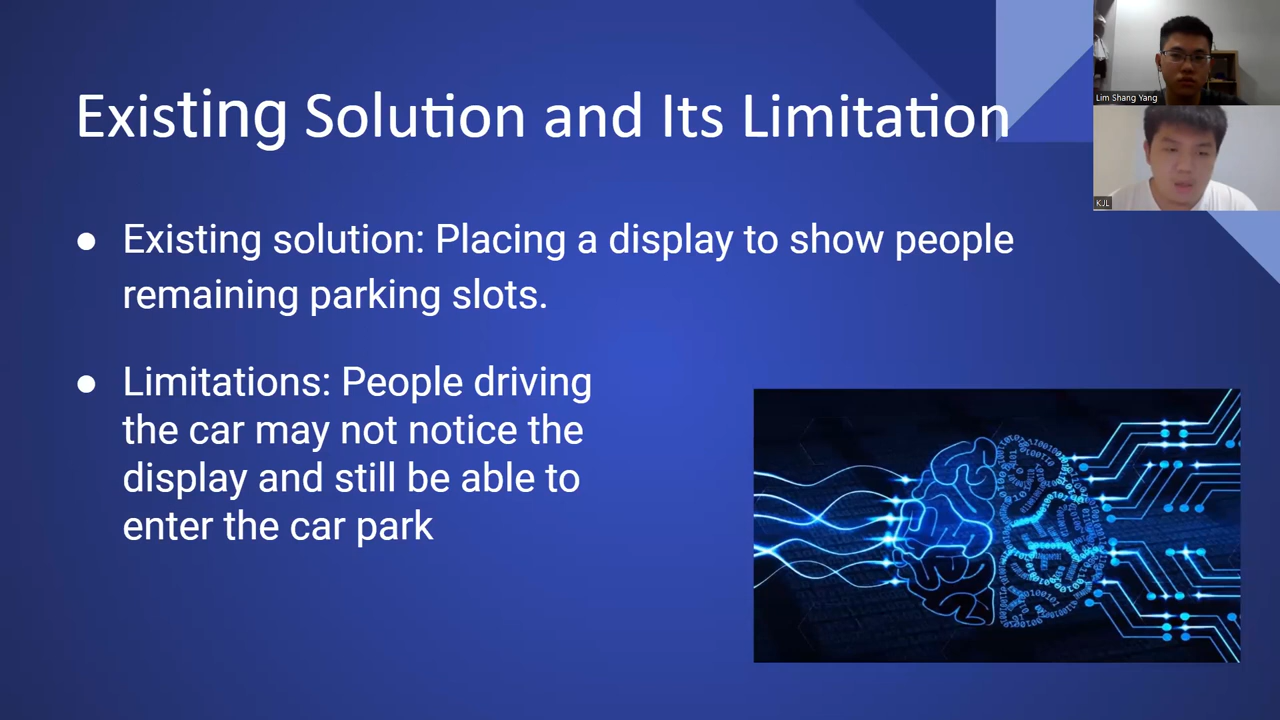 Existing Solution and Its Limitation
Lim Shang Yang
KJL
● Existing solution: Placing a display to show people
remaining parking slots.
● Limitations: People driving
the car may not notice the
display and still be able to
enter the car park